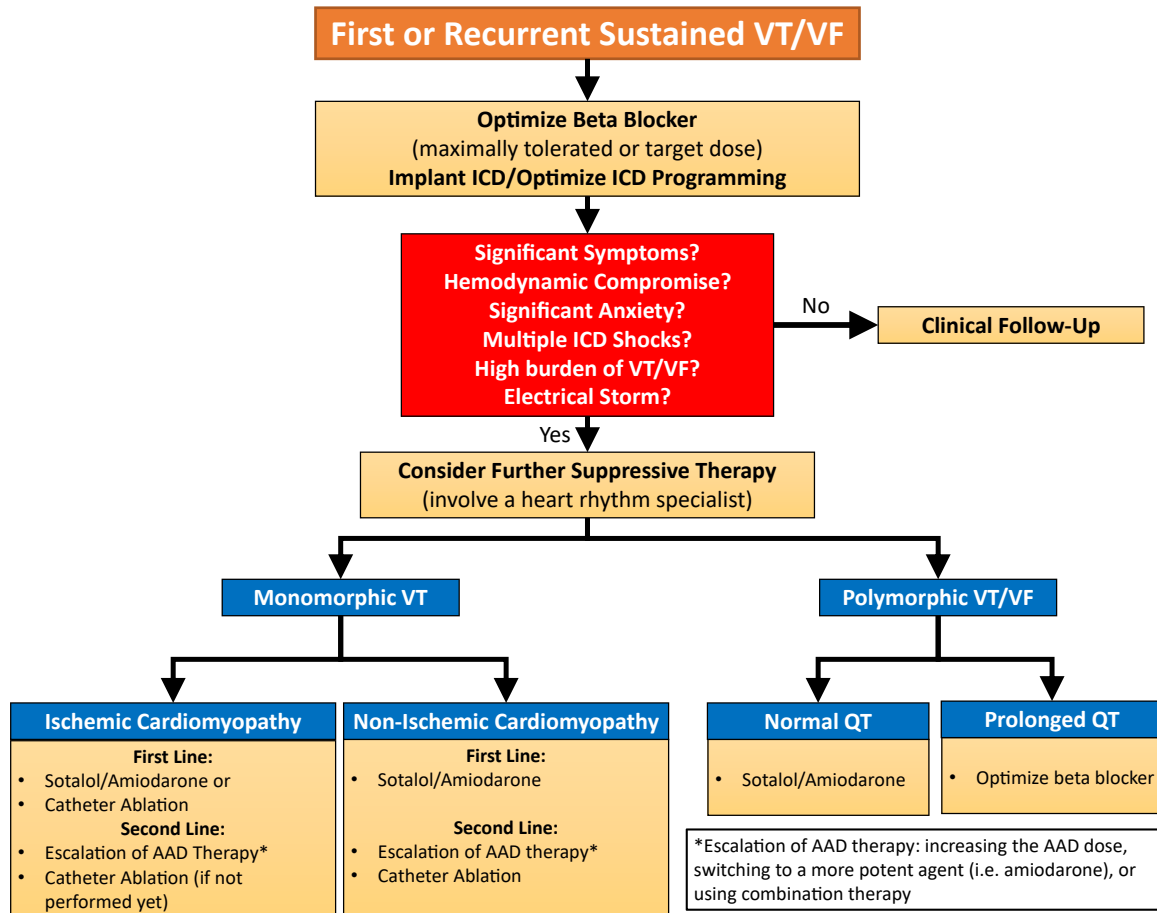 First or Recurrent Sustained VT/VF
Optimize Beta Blocker
(maximally tolerated or target dose)
Implant ICD/Optimize ICD Programming
Significant Symptoms?
Hemodynamic Compromise?
Significant Anxiety?
Multiple ICD Shocks?
High burden of VT/VF?
Electrical Storm?
No
Clinical Follow-Up
Yes
Consider Further Suppressive Therapy
(involve a heart rhythm specialist)
Monomorphic VT
Polymorphic VT/VF
Ischemic Cardiomyopathy
First Line:
• Sotalol/Amiodarone or
• Catheter Ablation
Second Line:
• Escalation of AAD Therapy*
• Catheter Ablation (if not
performed yet)
Non-Ischemic Cardiomyopathy
First Line:
• Sotalol/Amiodarone
Second Line:
• Escalation of AAD therapy*
• Catheter Ablation
Normal QT
• Sotalol/Amiodarone
Prolonged QT
• Optimize beta blocker
*Escalation of AAD therapy: increasing the AAD dose,
switching to a more potent agent (i.e. amiodarone), or
using combination therapy